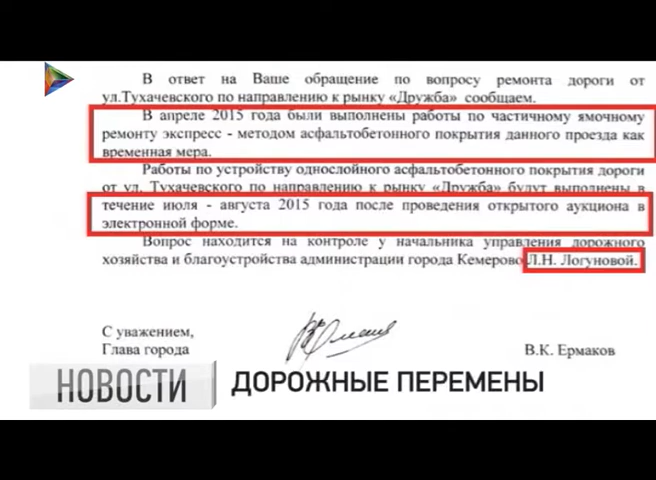 В ответ на Ваше обращение по вопросу ремонта дороги от
ул.Тухачевского по направлению к рынку «Дружба» сообщаем.
В апреле 2015 года были выполнены работы по частичному ямочному
ремонту экспресс - методом асфальтобетонного покрытия данного проезда как
временная мера.
Работы по устройству однослойного асфальтобетонного покрытия дороги
от ул. Тухачевского по направлению к рынку «Дружба» будут выполнены в
течение июля - августа 2015 года после проведения открытого аукциона в
электронной форме.
Вопрос находится на контроле у начальника управления дорожного
хозяйства и благоустройства администрации города Кемерово Л.Н. Логуновой.
С уважением,
Глава города
В.К. Ермаков
НОВОСТИ
ДОРОЖНЫЕ ПЕРЕМЕНЫ